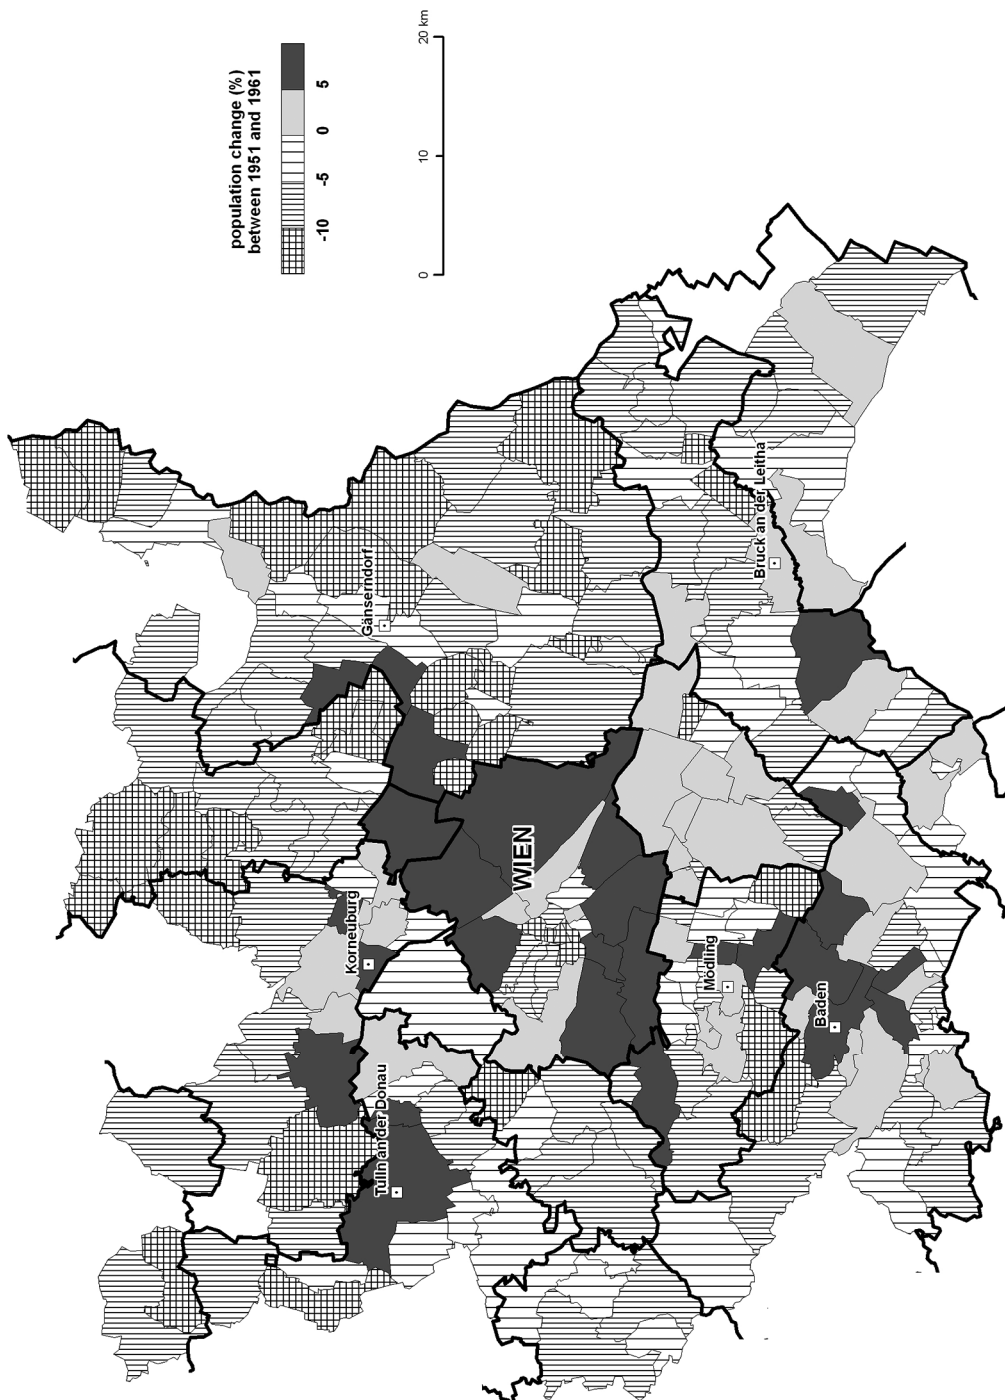 population change (%)
between 1951 and 1961
-10
-5
0
5
0
10
20 km
Gänserndorf
Bruck an der Leitha
WIEN
Korneuburg
Mödling
Baden
Tulln an der Donau